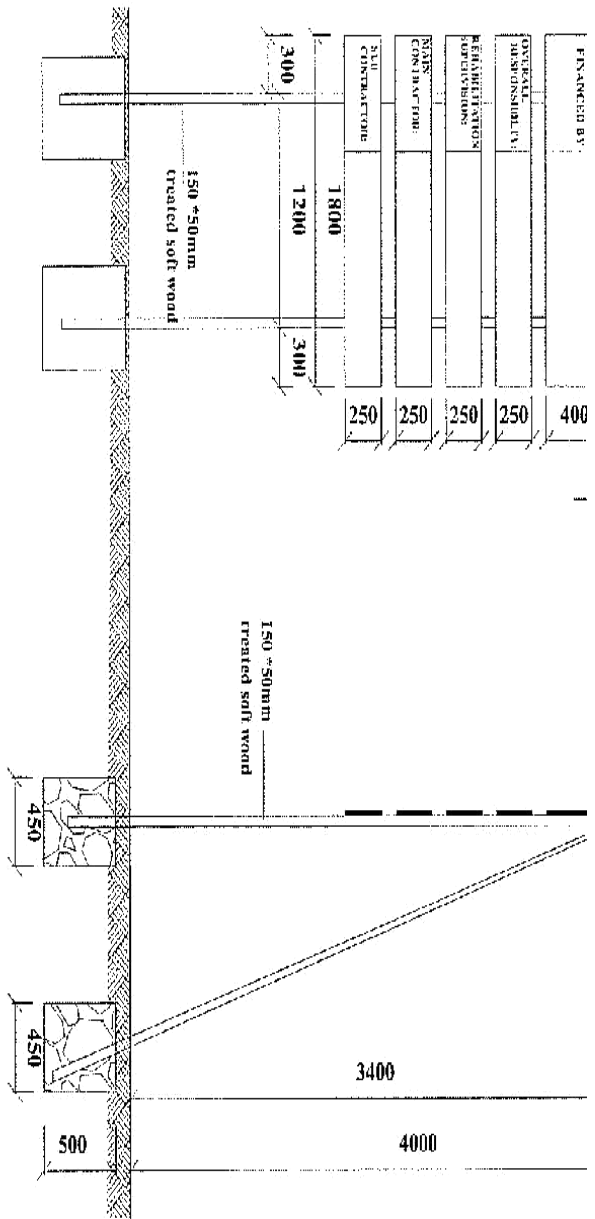 FINANCED BY
OVERALL
RESPONSIBILTY:
REHABILITATION
SUPERVISION:
MAIN
CONTRACTOR:
SUB
CONTRACTOR:
400
250
250
250
250
1800
300
1200
300
150 *50mm
treated soft wood
150 *50mm
treated soft wood
450
450
3400
4000
500